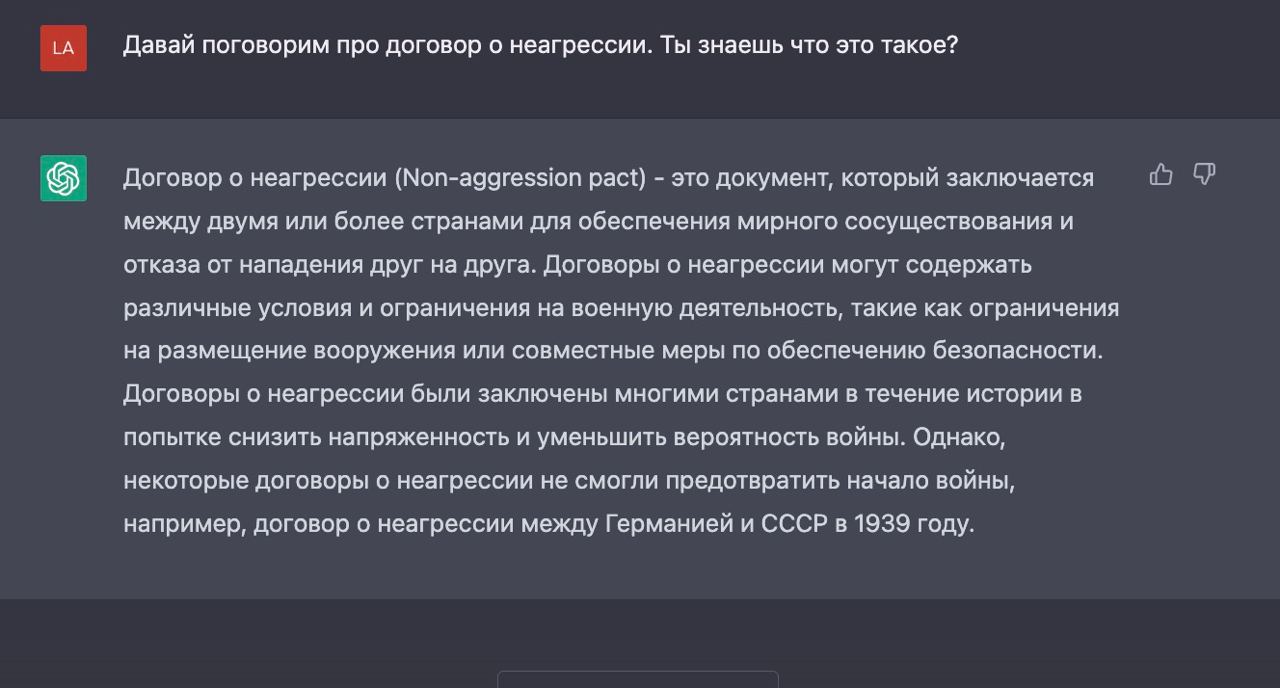 LA
Давай поговорим про договор о неагрессии. Ты знаешь что это такое?
Договор о неагрессии (Non-aggression pact) - это документ, который заключается
между двумя или более странами для обеспечения мирного сосуществования и
отказа от нападения друг на друга. Договоры о неагрессии могут содержать
различные условия и ограничения на военную деятельность, такие как ограничения
на размещение вооружения или совместные меры по обеспечению безопасности.
Договоры о неагрессии были заключены многими странами в течение истории в
попытке снизить напряженность и уменьшить вероятность войны. Однако,
некоторые договоры о неагрессии не смогли предотвратить начало войны,
например, договор о неагрессии между Германией и СССР в 1939 году.